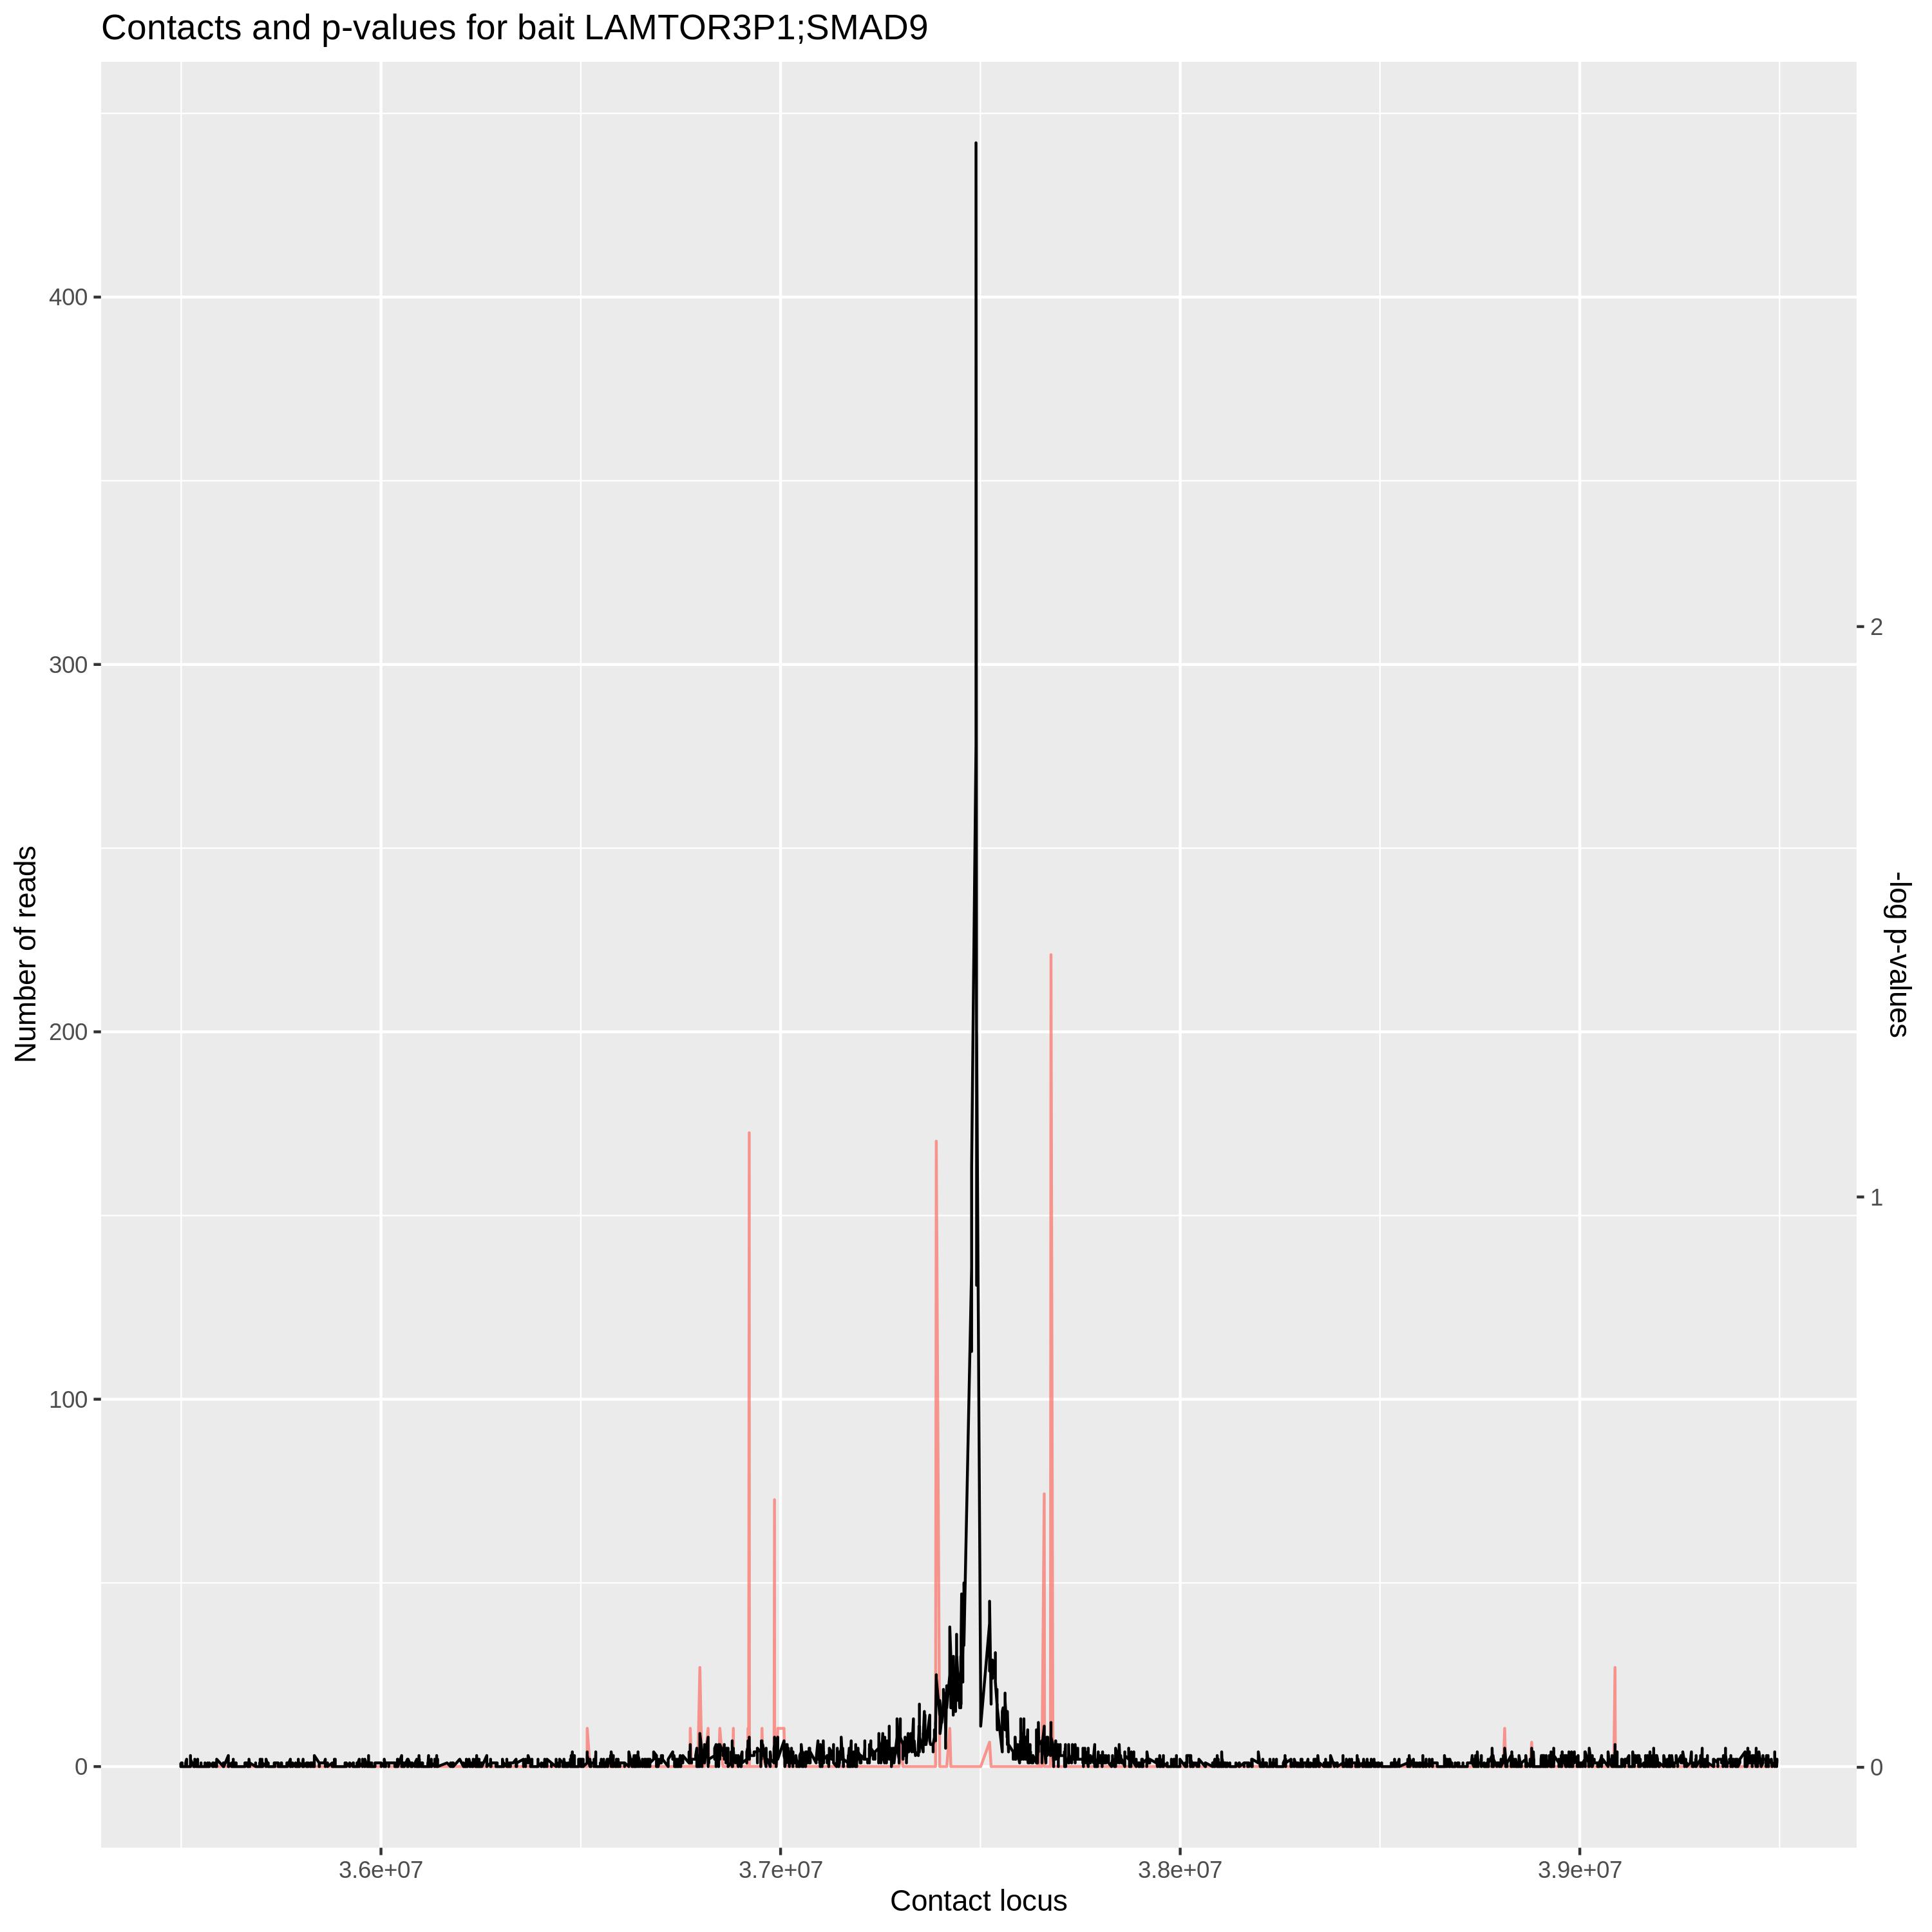 Contacts and p-values for bait LAMTOR3P1;SMAD9
400
300
200
100
0
Number of reads
2
1
0
-log p-values
3.6e+07
3.7e+07
3.8e+07
3.9e+07
Contact locus